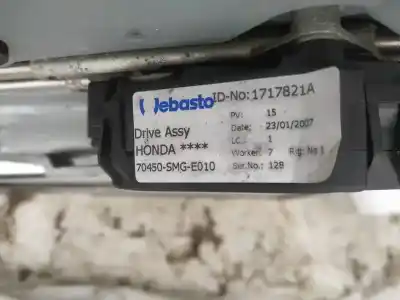 Webasto ID-No:1717821A
PV: 15
Drive Assy Date: 23/01/2007
HONDA **** LC: 1
Worker: 7 Rig: No 1
70450-SMG-E010 Ser.No.: 128